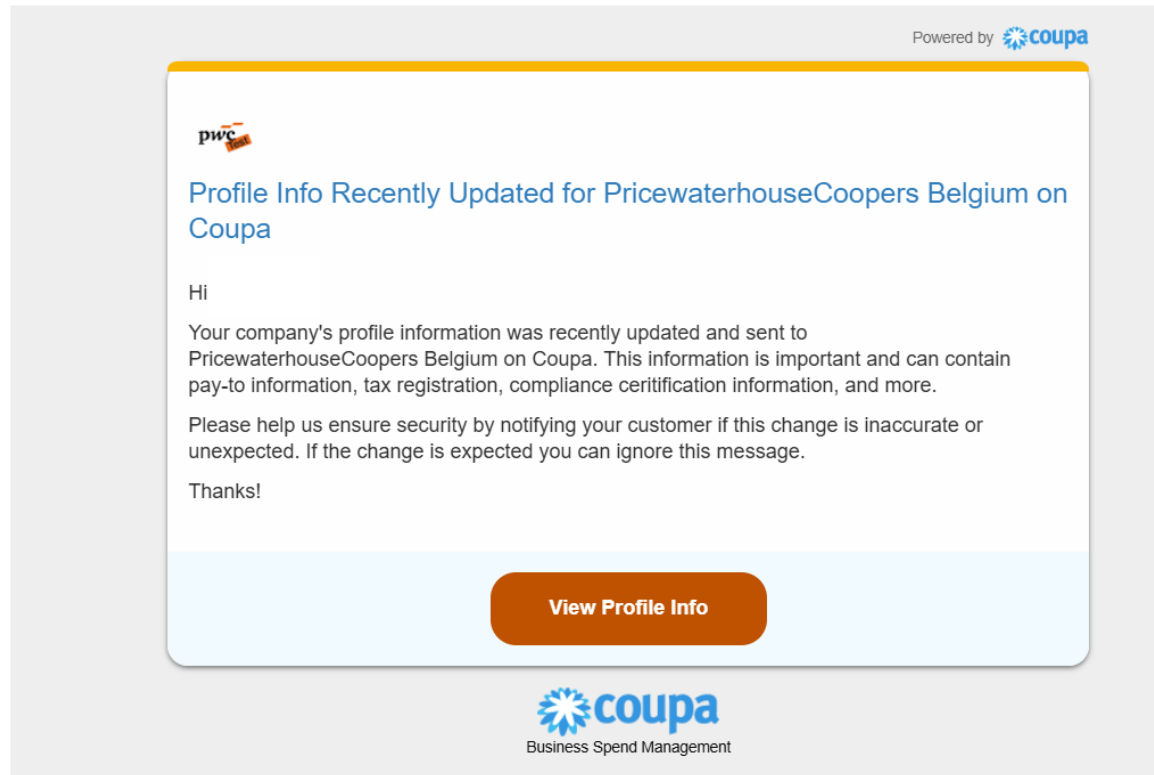 Powered by coupa
pwc
Test
Profile Info Recently Updated for PricewaterhouseCoopers Belgium on
Coupa
Hi
Your company's profile information was recently updated and sent to
PricewaterhouseCoopers Belgium on Coupa. This information is important and can contain
pay-to information, tax registration, compliance ceritification information, and more.
Please help us ensure security by notifying your customer if this change is inaccurate or
unexpected. If the change is expected you can ignore this message.
Thanks!
View Profile Info
coupa
Business Spend Management